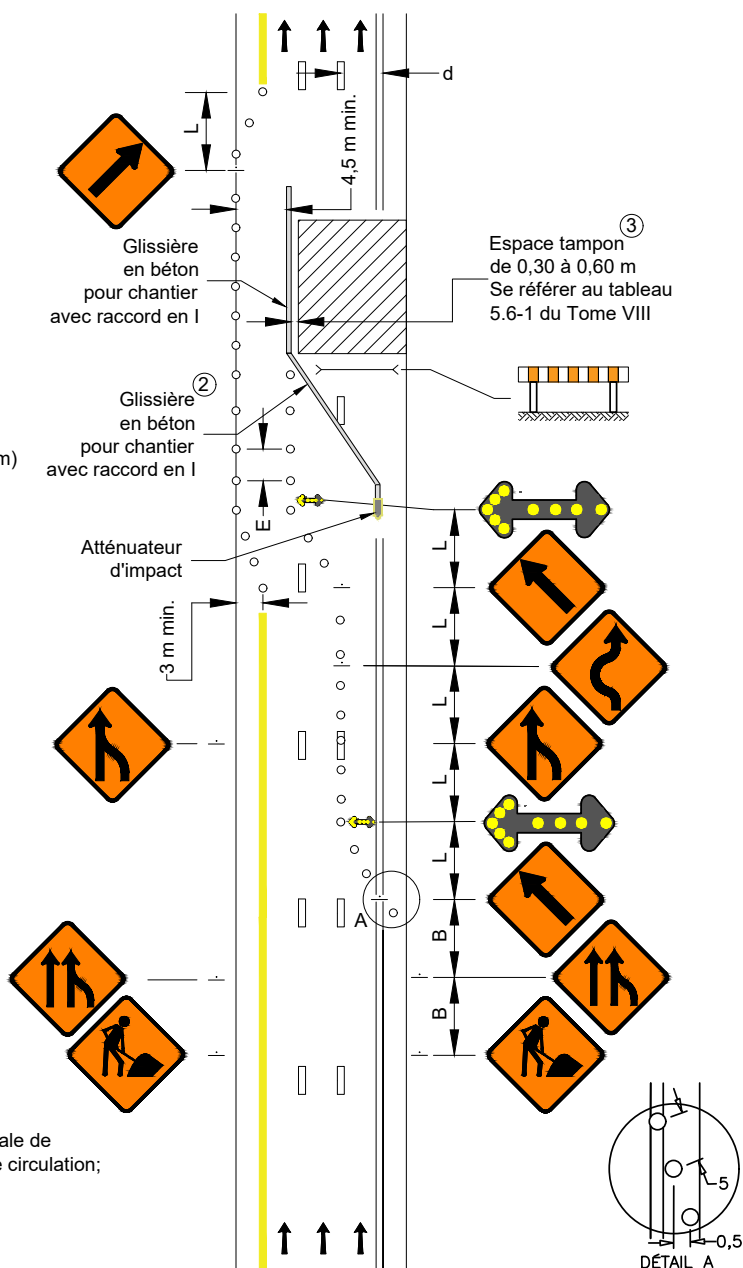 d
L
4,5 m min.
Glissière
en béton
pour chantier
avec raccord en I
3
Espace tampon
de 0,30 à 0,60 m
Se référer au tableau
5.6-1 du Tome VIII
2
Glissière
en béton
pour chantier
avec raccord en I
m)
E
Atténuateur
d'impact
L
L
3 m min.
L
L
L
A
B
B
ale de
e circulation;
5
0,5
DÉTAIL A